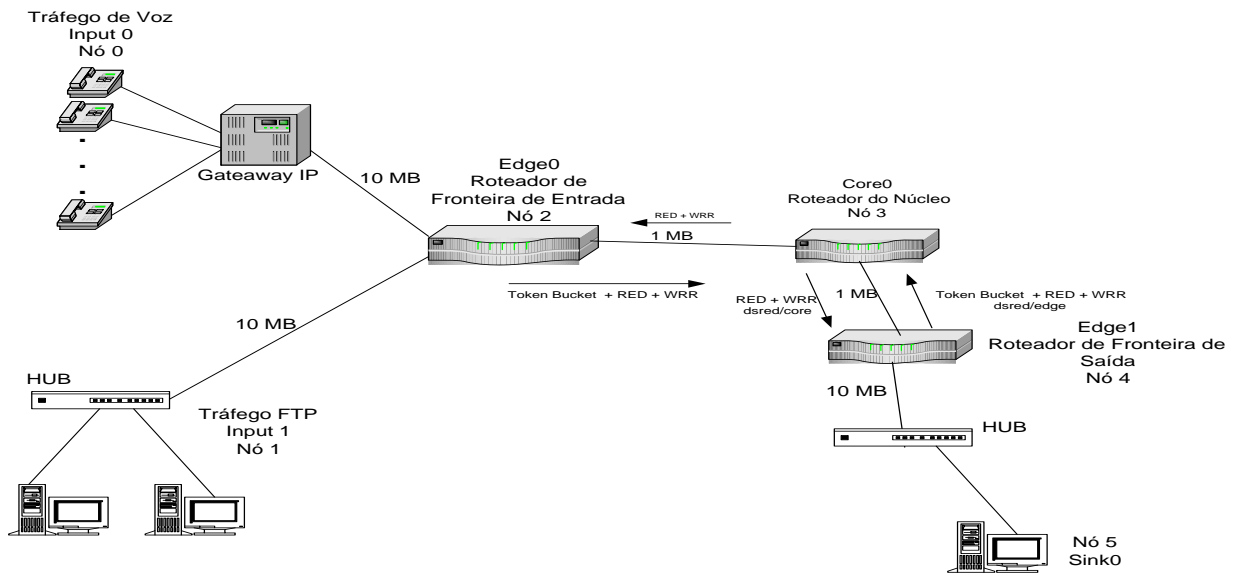 Tráfego de Voz
Input 0
Nó 0
Gateaway IP
10 MB
Edge0
Roteador de
Fronteira de Entrada
Nó 2
RED + WRR
1 MB
Token Bucket + RED + WRR
Core0
Roteador do Núcleo
Nó 3
RED + WRR
dsred/core
1 MB
Token Bucket + RED + WRR
dsred/edge
Edge1
Roteador de Fronteira de
Saída
Nó 4
10 MB
HUB
Tráfego FTP
Input 1
Nó 1
10 MB
HUB
Nó 5
Sink0